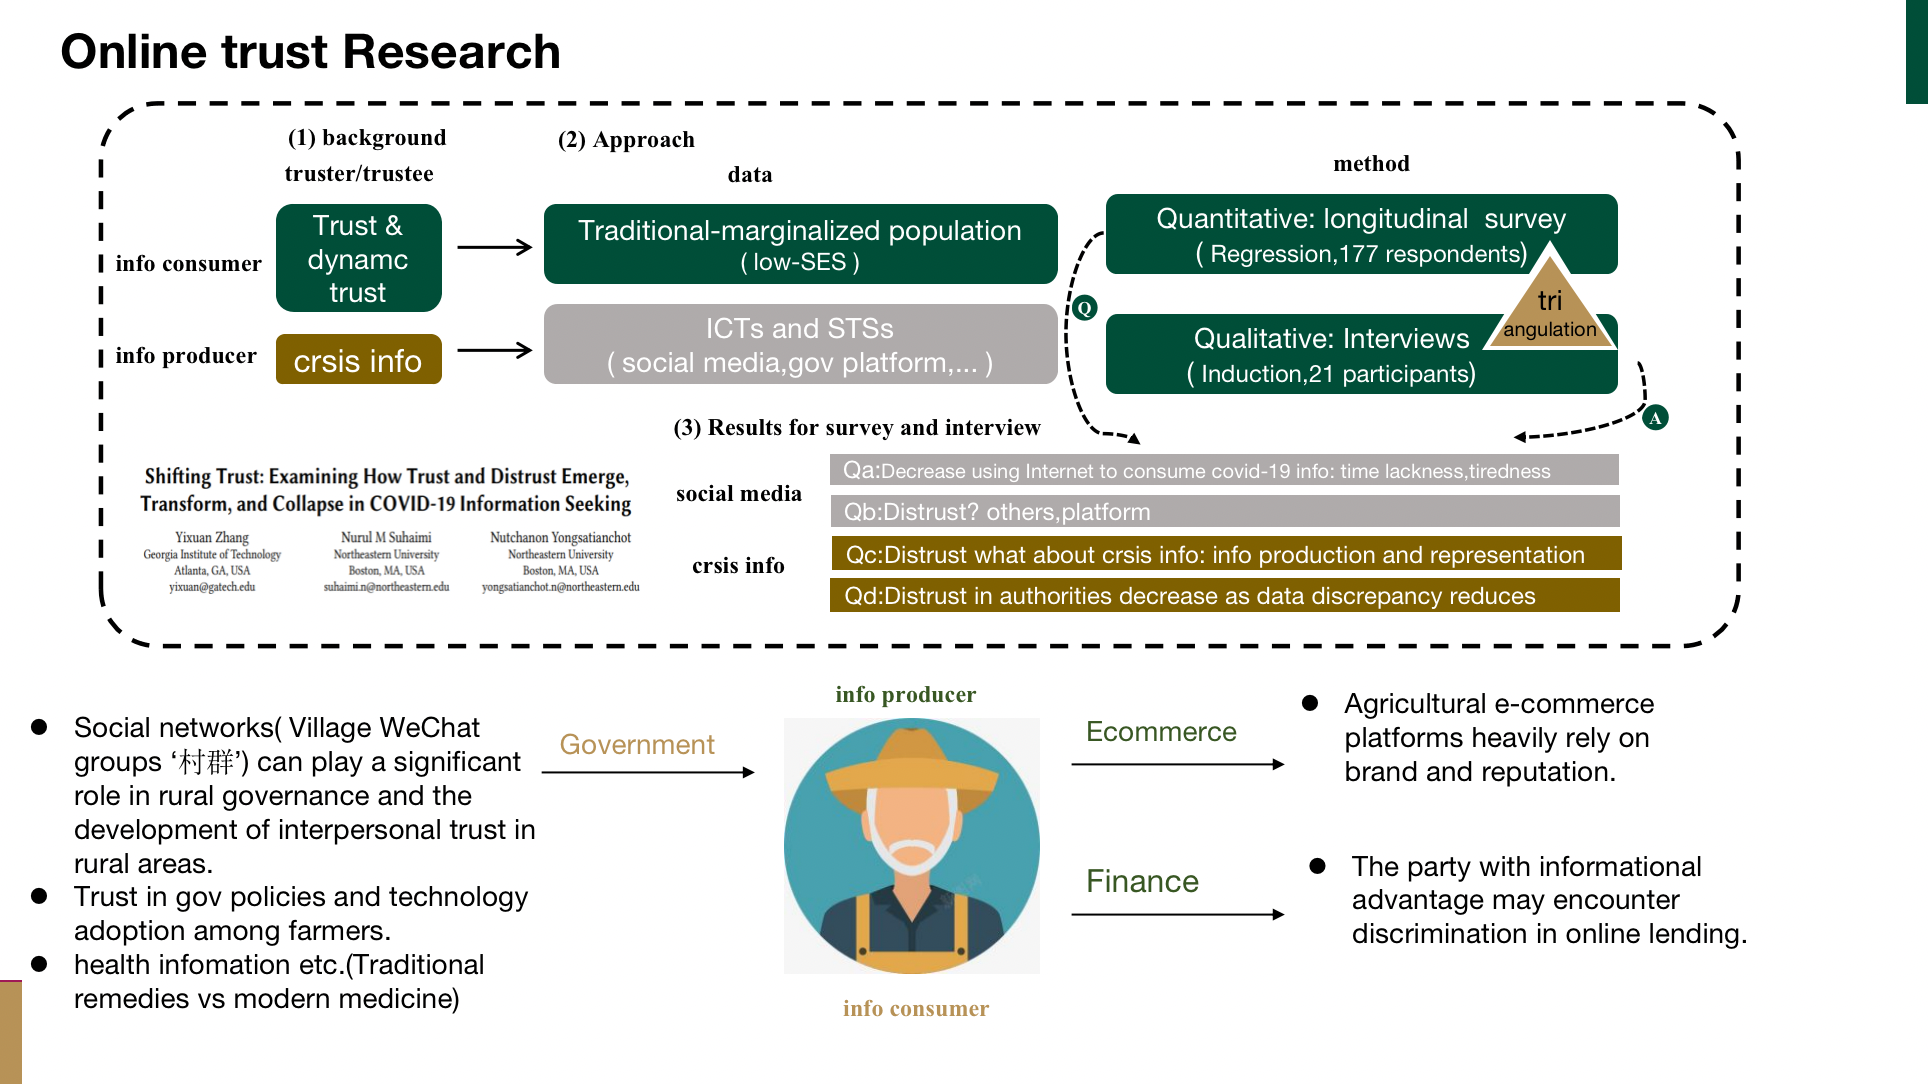 Online trust Research
(1) background
truster/trustee
(2) Approach
data
method
info consumer
Trust &
dynamc
trust
Traditional-marginalized population
( low-SES )
Quantitative: longitudinal survey
( Regression,177 respondents)
info producer
crsis info
ICTs and STSs
( social media,gov platform,... )
Q
Qualitative: Interviews
( Induction,21 participants)
tri
angulation
A
(3) Results for survey and interview
Shifting Trust: Examining How Trust and Distrust Emerge,
Transform, and Collapse in COVID-19 Information Seeking
Yixuan Zhang
Georgia Institute of Technology
Atlanta, GA, USA
yixuan@gatech.edu
Nurul M Suhaimi
Northeastern University
Boston, MA, USA
suhaimi.n@northeastern.edu
Nutchanon Yongsatianchot
Northeastern University
Boston, MA, USA
yongsatianchot.n@northeastern.edu
social media
Qa:Decrease using Internet to consume covid-19 info: time lackness,tiredness
Qb:Distrust? others,platform
crsis info
Qc:Distrust what about crsis info: info production and representation
Qd:Distrust in authorities decrease as data discrepancy reduces
● Social networks( Village WeChat
groups ‘村群’) can play a significant
role in rural governance and the
development of interpersonal trust in
rural areas.
● Trust in gov policies and technology
adoption among farmers.
● health infomation etc.(Traditional
remedies vs modern medicine)
Government
info producer
info consumer
Ecommerce
● Agricultural e-commerce
platforms heavily rely on
brand and reputation.
Finance
● The party with informational
advantage may encounter
discrimination in online lending.